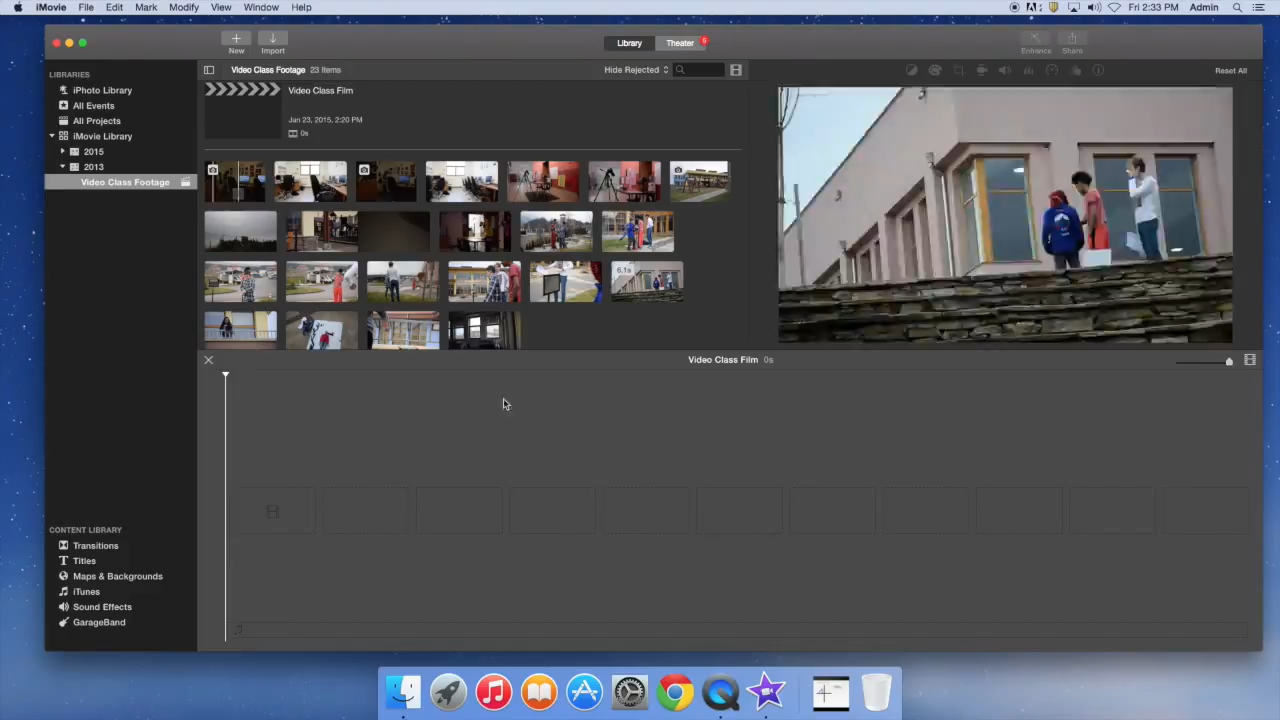 iMovie File Edit Mark Modify View Window Help
Fri 2:33 PM Admin
New
Import
Library
Theater
6
Enhance
Share
LIBRARIES
iPhoto Library
All Events
All Projects
iMovie Library
2015
2013
Video Class Footage
Video Class Footage 23 Items
Hide Rejected
Reset All
Video Class Film
Jan 23, 2015, 2:20 PM
0s
6.1s
Video Class Film 0s
CONTENT LIBRARY
Transitions
Titles
Maps & Backgrounds
iTunes
Sound Effects
GarageBand